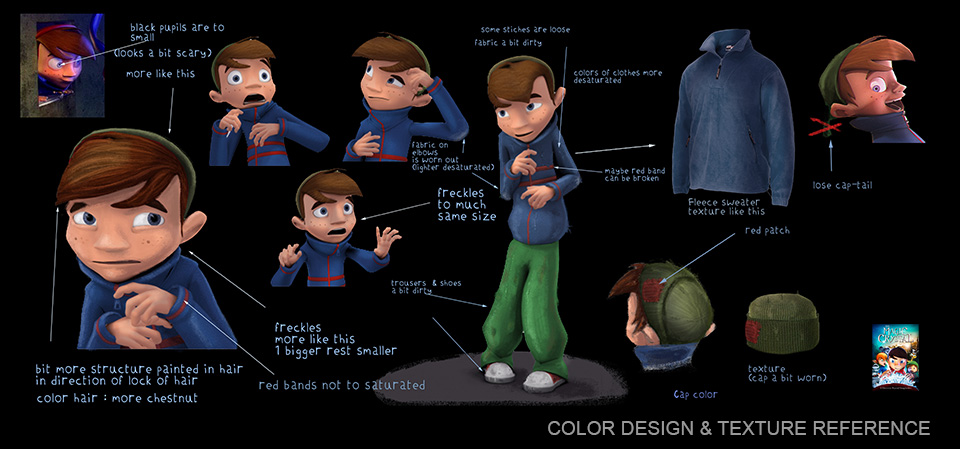 black pupils are to
small
(looks a bit scary)
more like this
some stiches are loose
fabric a bit dirty
colors of clothes more
desaturated
fabric on
elbows
is worn out
(lighter desaturated)
maybe red band
can be broken
freckles
to much
same size
Fleece sweater
texture like this
lose cap-tail
red patch
trousers & shoes
a bit dirty
freckles
more like this
1 bigger rest smaller
bit more structure painted in hair
in direction of lock of hair
color hair : more chestnut
red bands not to saturated
Cap color
texture
(cap a bit worn)
COLOR DESIGN & TEXTURE REFERENCE